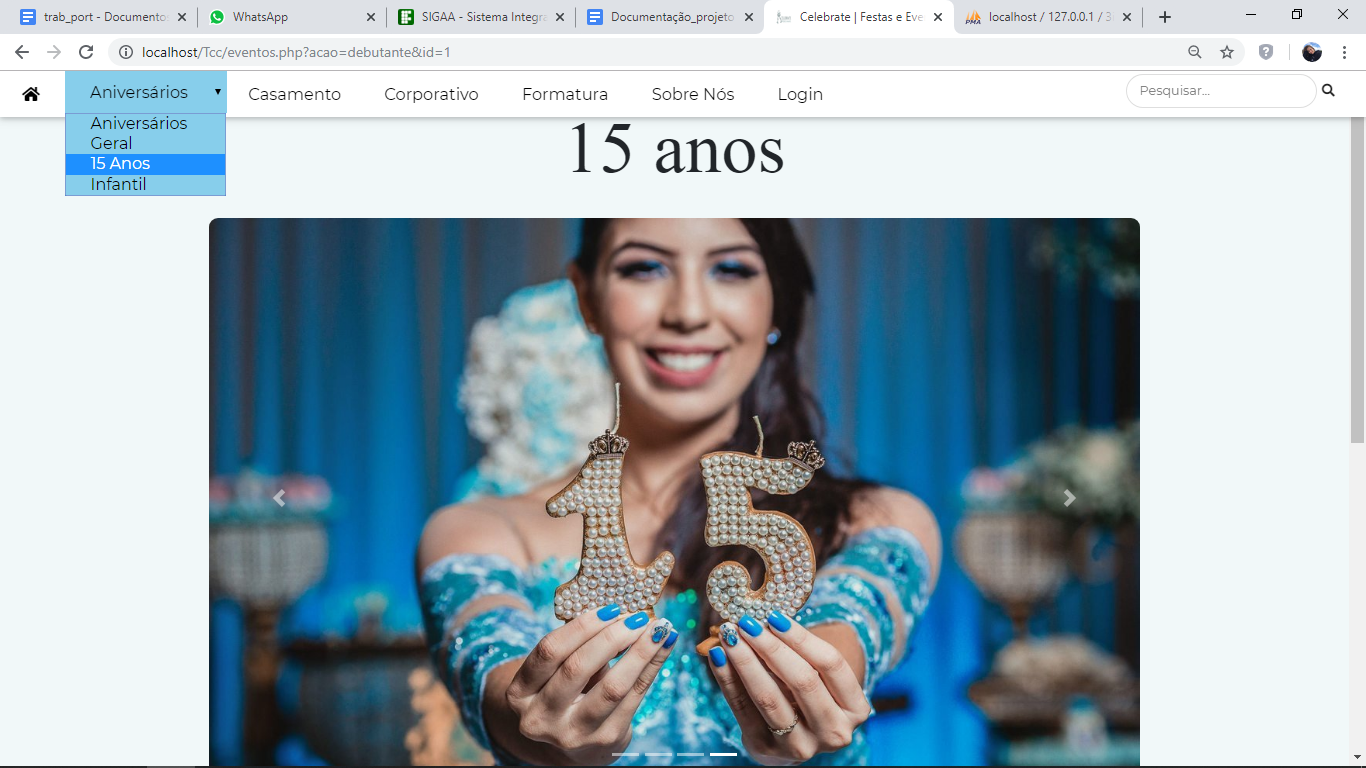 trab_port - Documento
WhatsApp
SIGAA - Sistema Integra
Documentação_projeto
Celebrate | Festas e Eve
localhost / 127.0.0.1 / 3
localhost/Tcc/eventos.php?acao=debutante&id=1
Aniversários
Casamento
Corporativo
Formatura
Sobre Nós
Login
Pesquisar...
Aniversários
Geral
15 Anos
Infantil
15 anos
15